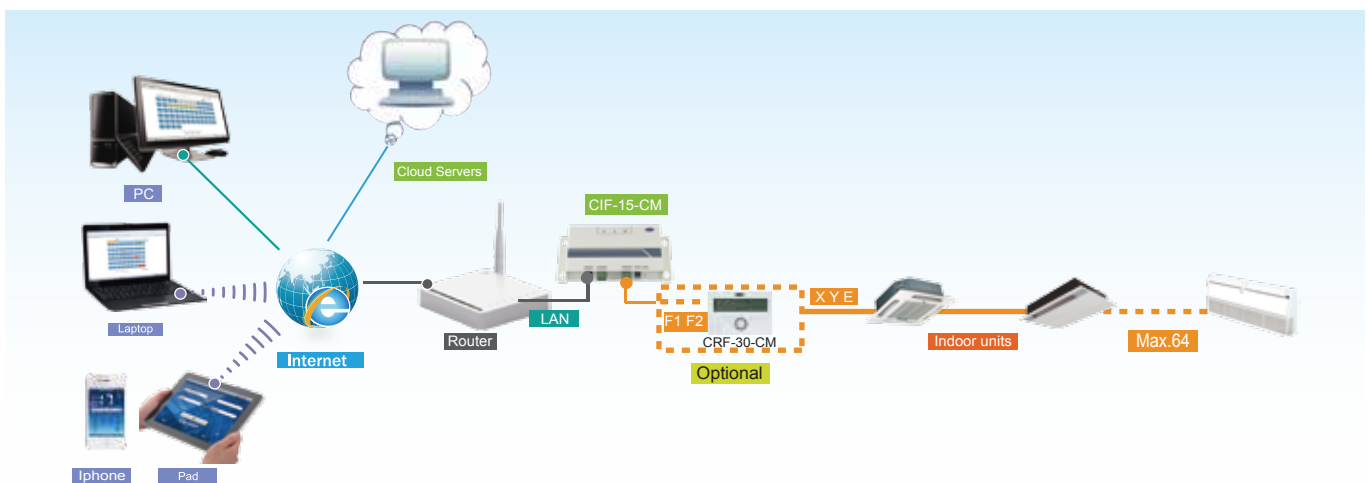 Cloud Servers
PC
CIF-15-CM
X Y E
F1 F2
LAN
Laptop
Router
CRF-30-CM
Indoor units
Max.64
Internet
Optional
Iphone
Pad